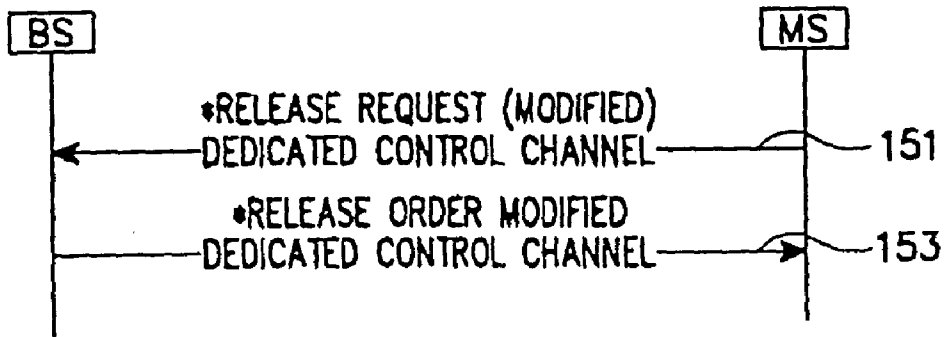 BS
MS
*RELEASE REQUEST (MODIFIED)
DEDICATED CONTROL CHANNEL
151
*RELEASE ORDER MODIFIED
DEDICATED CONTROL CHANNEL
153